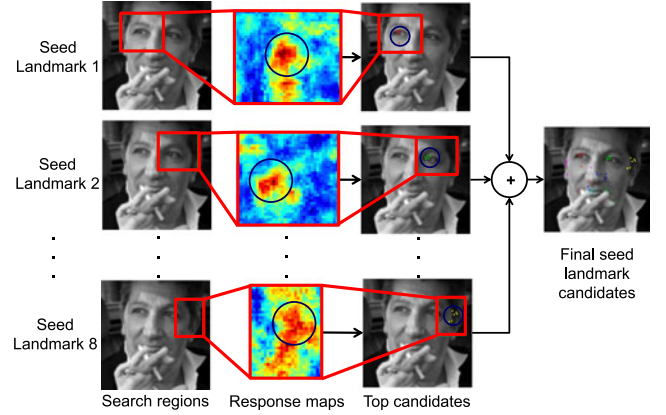 Seed
Landmark 1
Seed
Landmark 2
+
Final seed
landmark
candidates
Seed
Landmark 8
Search regions
Response maps
Top candidates